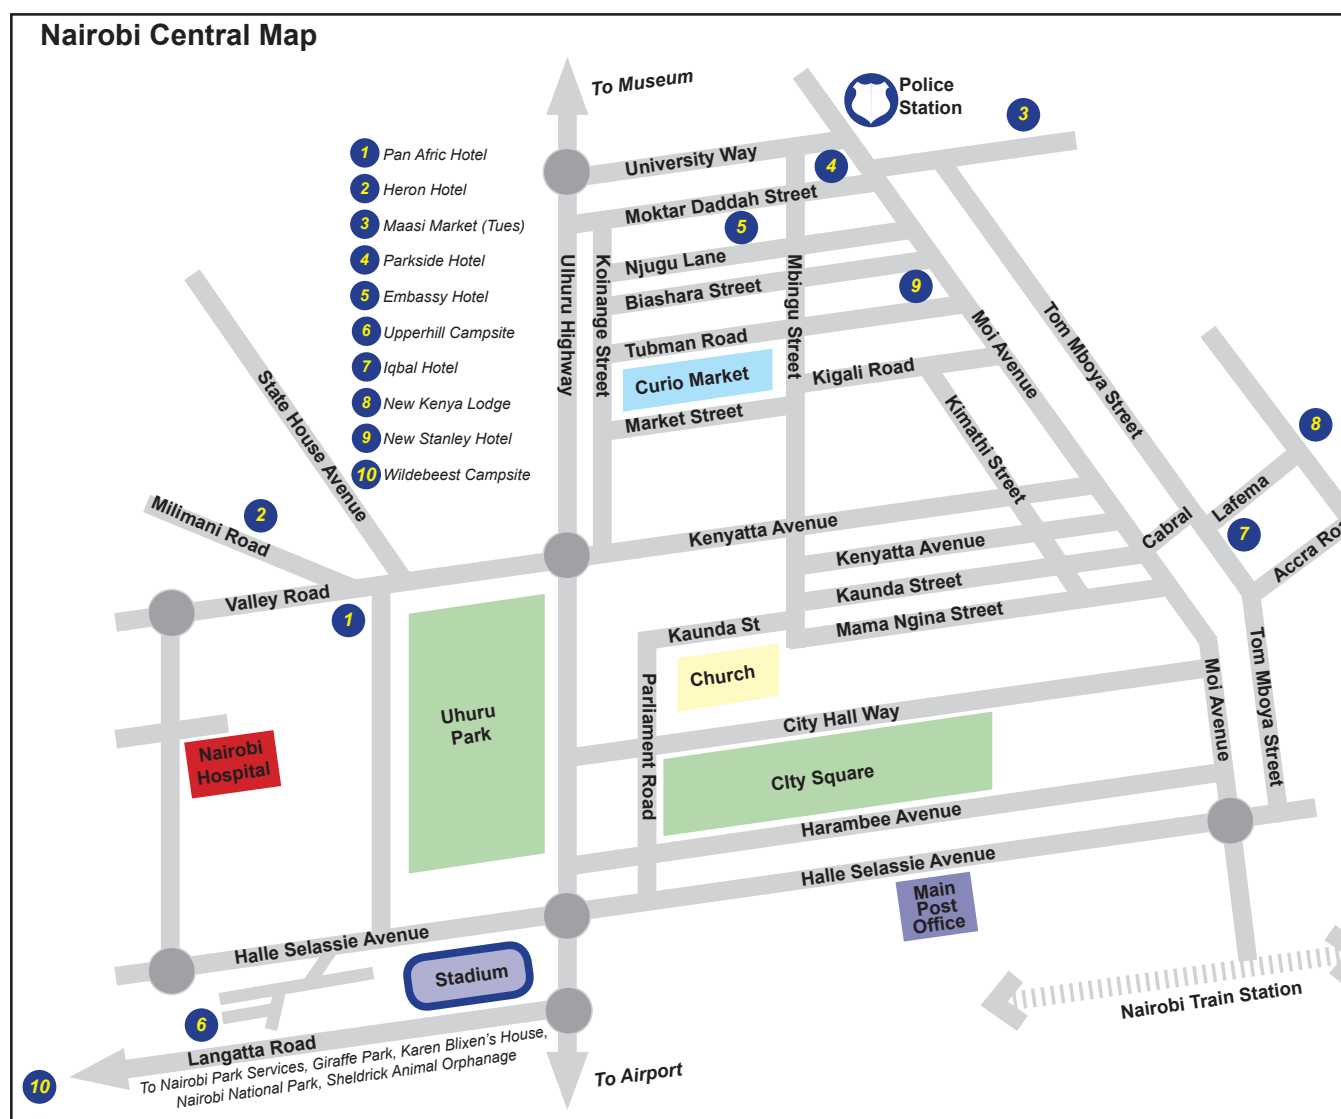 Nairobi Central Map
To Museum
Police
Station
3
1 Pan Afric Hotel
2 Heron Hotel
3 Maasi Market (Tues)
4 Parkside Hotel
5 Embassy Hotel
6 Upperhill Campsite
7 Iqbal Hotel
8 New Kenya Lodge
9 New Stanley Hotel
10 Wildebeest Campsite
University Way
4
Moktar Daddah Street
5
Njugu Lane
Biashara Street
9
Tubman Road
Curio Market
Kigali Road
Market Street
Ulhuru Highway
Koinange Street
Mbingu Street
Moi Avenue
Tom Mboya Street
Kimathi Street
8
State House Avenue
Milimani Road
2
Kenyatta Avenue
Kenyatta Avenue
Cabral
Lafema
7
Accra Ro
Valley Road
1
Kaunda Street
Kaunda St
Mama Ngina Street
Church
Uhuru
Park
Parliament Road
City Hall Way
Moi Avenue
Tom Mboya Street
Nairobi
Hospital
CIty Square
Harambee Avenue
Halle Selassie Avenue
Main
Post
Office
Halle Selassie Avenue
Stadium
Nairobi Train Station
6
Langatta Road
To Nairobi Park Services, Giraffe Park, Karen Blixen's House,
Nairobi National Park, Sheldrick Animal Orphanage
10
To Airport